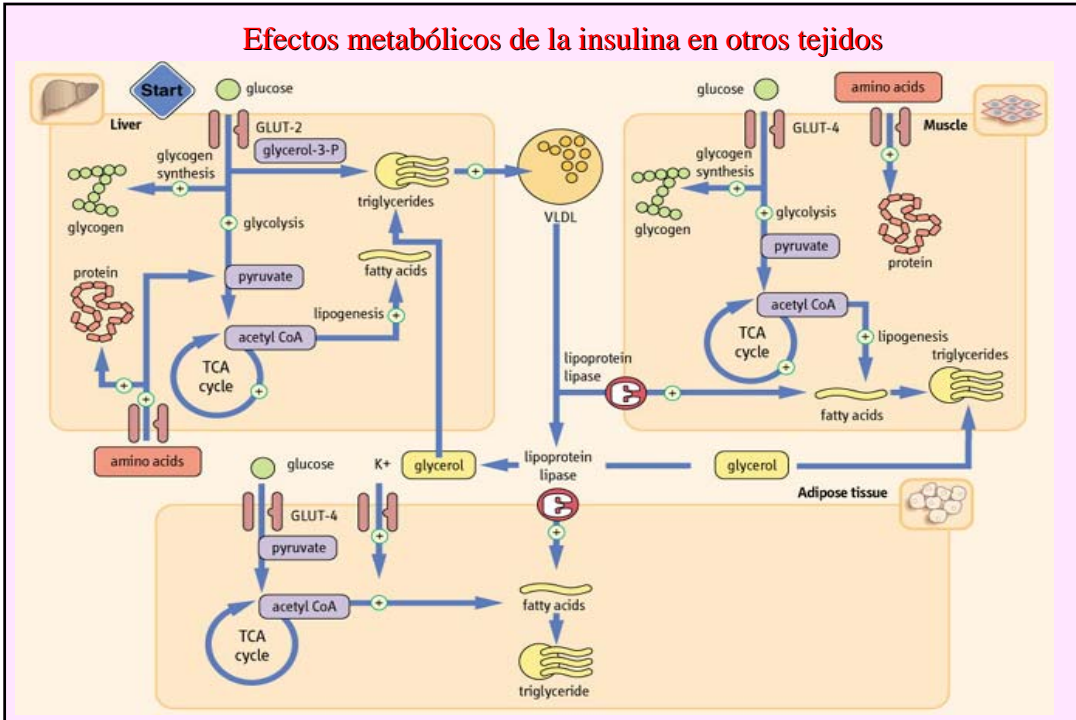 Efectos metabólicos de la insulina en otros tejidos
Start
glucose
Liver
GLUT-2
glycerol-3-P
glycogen
synthesis
+
glycogen
triglycerides
+
VLDL
+
glycolysis
fatty acids
protein
pyruvate
lipogenesis
+
acetyl CoA
TCA
cycle
+
+
+
amino acids
glucose
amino acids
GLUT-4
Muscle
+
glycogen
synthesis
+
glycogen
+
glycolysis
pyruvate
protein
acetyl CoA
TCA
cycle
+
+
lipogenesis
triglycerides
lipoprotein
lipase
+
fatty acids
glucose
K+
glycerol
lipoprotein
lipase
glycerol
Adipose tissue
GLUT-4
+
+
pyruvate
acetyl CoA
+
fatty acids
TCA
cycle
triglyceride